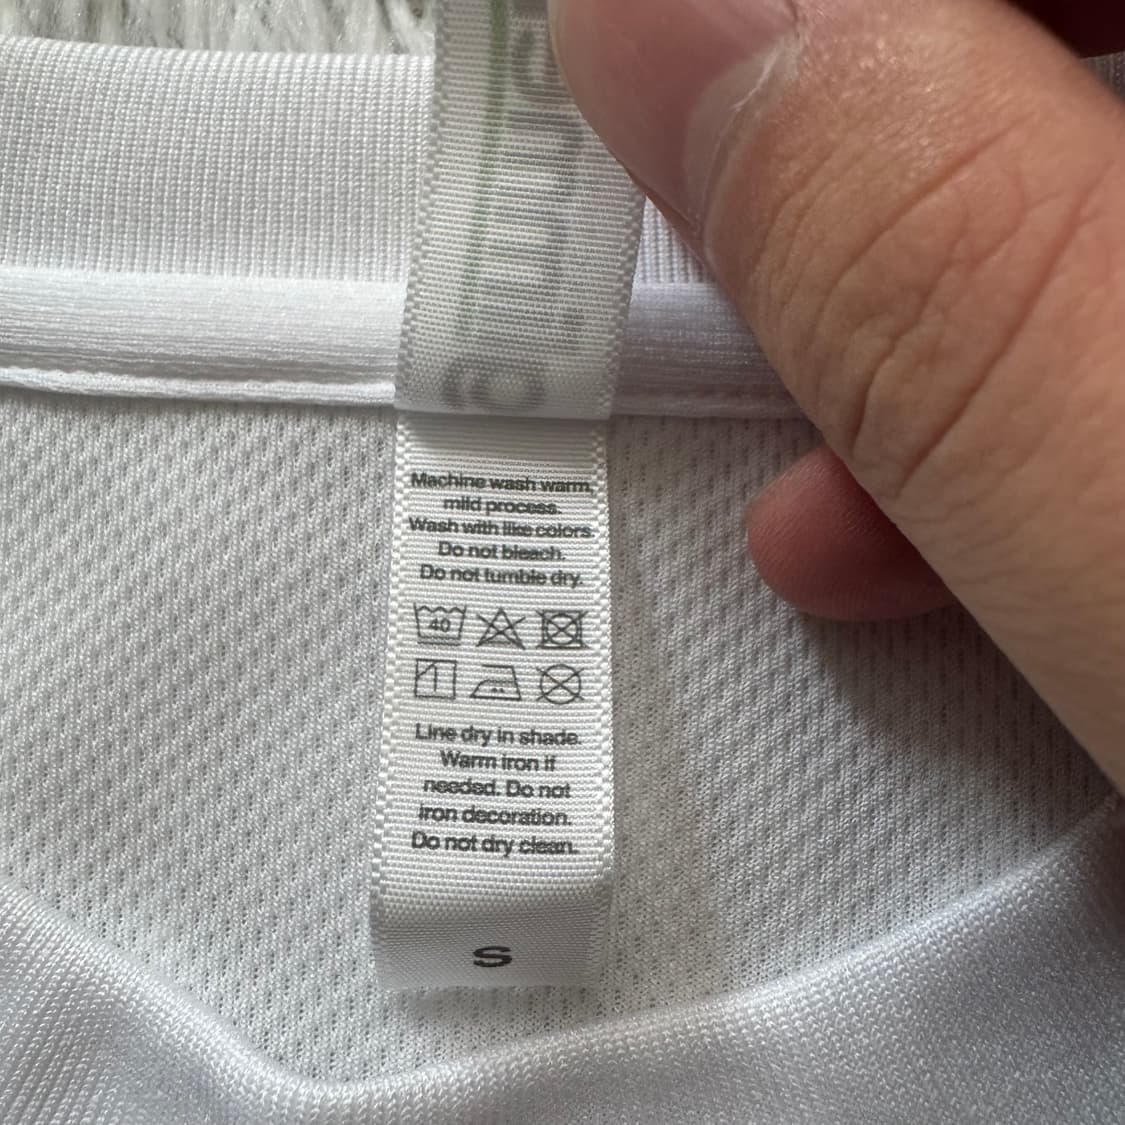 Machine wash warm,
mild process.
Wash with like colors.
Do not bleach.
Do not tumble dry.
40
Line dry in shade.
Warm iron if
needed. Do not
iron decoration.
Do not dry clean.
S